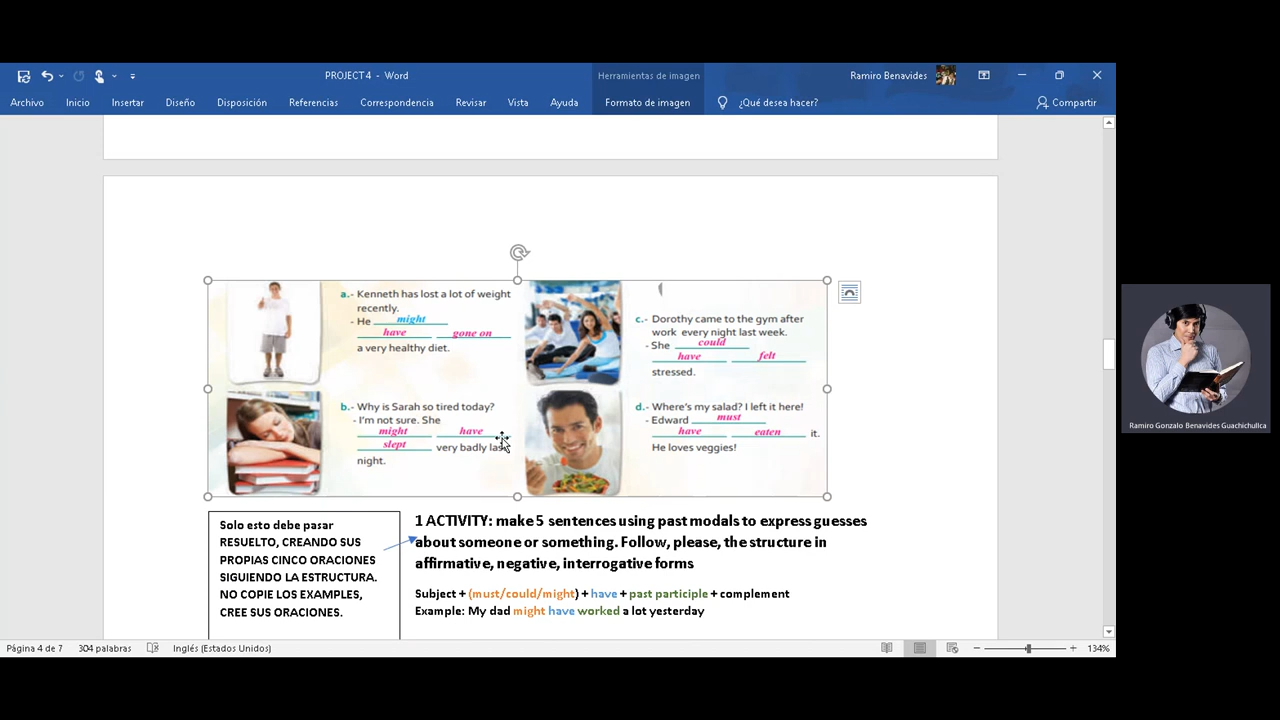 PROJECT4 - Word
Herramientas de imagen
Ramiro Benavides
Archivo Inicio Insertar Diseño Disposición Referencias Correspondencia Revisar Vista Ayuda Formato de imagen ¿Qué desea hacer? Compartir
a.- Kenneth has lost a lot of weight
recently.
- He might
have gone on
a very healthy diet.
b.- Why is Sarah so tired today?
- I'm not sure. She
might have
slept very badly last
night.
c.- Dorothy came to the gym after
work every night last week.
- She could
have felt
stressed.
d.- Where's my salad? I left it here!
- Edward must
have eaten it.
He loves veggies!
Solo esto debe pasar
RESUELTO, CREANDO SUS
PROPIAS CINCO ORACIONES
SIGUIENDO LA ESTRUCTURA.
NO COPIE LOS EXAMPLES,
CREE SUS ORACIONES.
1 ACTIVITY: make 5 sentences using past modals to express guesses
about someone or something. Follow, please, the structure in
affirmative, negative, interrogative forms
Subject + (must/could/might) + have + past participle + complement
Example: My dad might have worked a lot yesterday
Ramiro Gonzalo Benavides Guachichullca
Página 4 de 7 304 palabras Inglés (Estados Unidos) 134%